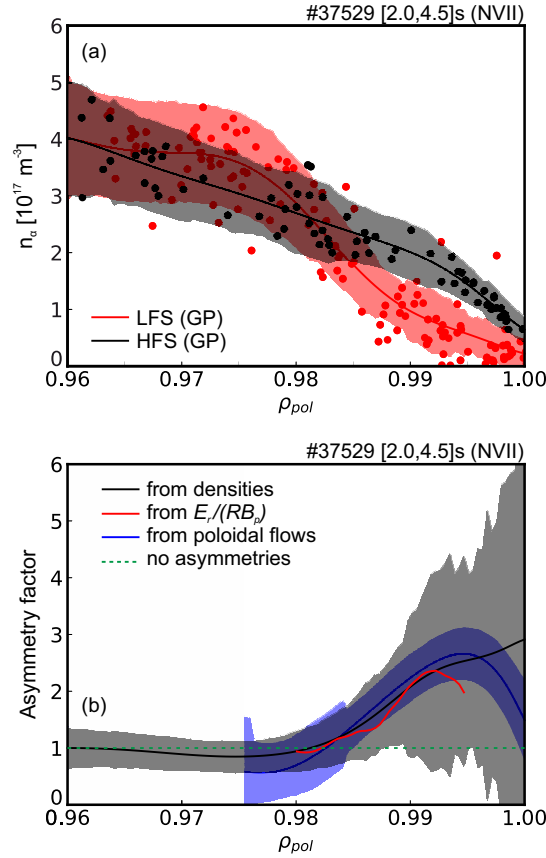 #37529 [2.0,4.5]s (NVII)
(a)
6
5
4
3
2
1
0
n_α [10^17 m^-3]
LFS (GP)
HFS (GP)
0.96 0.97 0.98 0.99 1.00
ρ_pol
#37529 [2.0,4.5]s (NVII)
6
5
4
3
2
1
0
Asymmetry factor
from densities
from E_r/(RB_p)
from poloidal flows
no asymmetries
(b)
0.96 0.97 0.98 0.99 1.00
ρ_pol